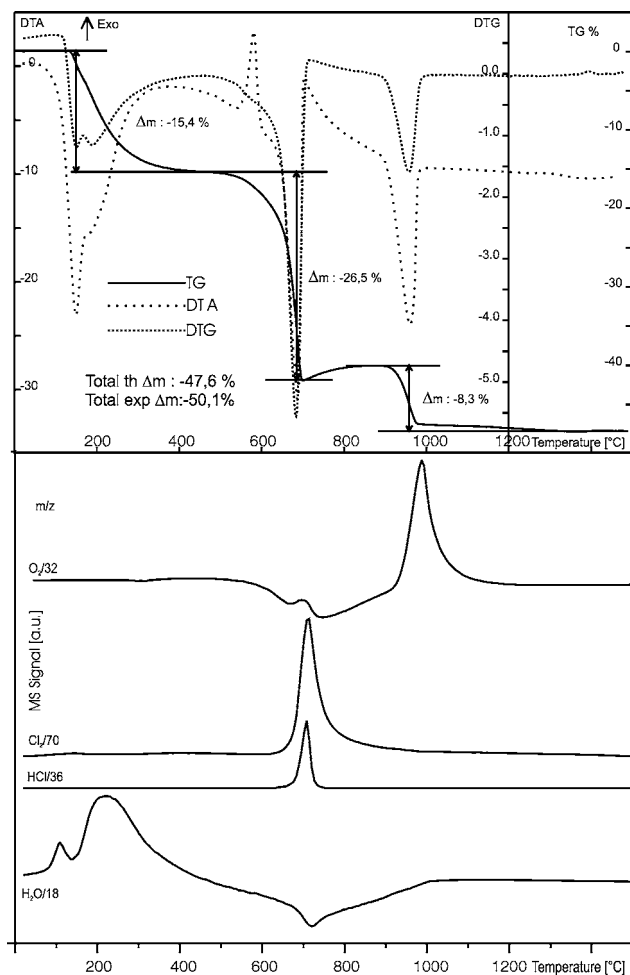 DTA
Exo
DTG
TG %
0
0
0.0
-10
-1.0
Δm : -15,4 %
-10
-2.0
-20
-3.0
Δm : -26,5 %
-20
-30
TG
DTA
DTG
-4.0
-40
Total th Δm : -47,6 %
Total exp Δm:-50,1%
-30
-5.0
Δm : -8,3 %
200
400
600
800
1000
1200
Temperature [°C]
m/z
O₂/32
MS Signal [a.u.]
Cl₂/70
HCl/36
H₂O/18
200
400
600
800
1000
1200
Temperature [°C]